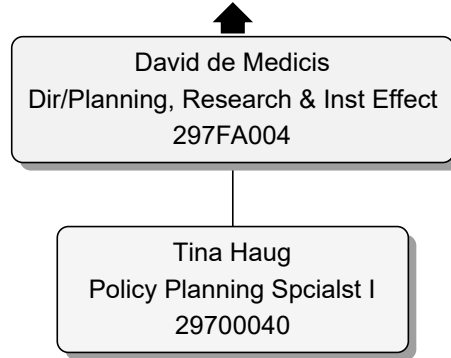 David de Medicis
Dir/Planning, Research & Inst Effect
297FA004
Tina Haug
Policy Planning Spcialst I
29700040